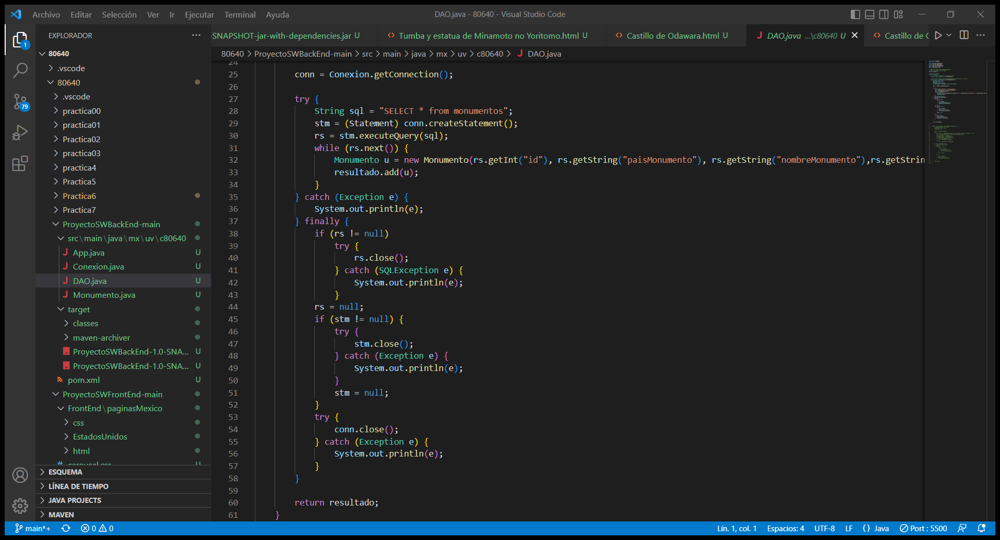 Archivo Editar Selección Ver Ir Ejecutar Terminal Ayuda
DAO.java - 80640 - Visual Studio Code
EXPLORADOR
-SNAPSHOT-jar-with-dependencies.jar U
Tumba y estatua de Minamoto no Yoritomo.html U
Castillo de Odawara.html U
DAO.java ...\c80640 U
Castillo de
80640 > ProyectoSWBackEnd-main > src > main > java > mx > uv > c80640 > DAO.java
1
79
80640
.vscode
80640
.vscode
practica00
practica01
Practica02
practica03
practica4
Practica5
Practica6
Practica7
ProyectoSWBackEnd-main
src\main\java\mx\uv\c80640
App.java U
Conexion.java U
DAO.java U
Monumento.java U
target
classes
maven-archiver
ProyectoSWBackEnd-1.0-SNA... U
ProyectoSWBackEnd-1.0-SNA... U
pom.xml U
ProyectoSWFrontEnd-main
FrontEnd\paginasMexico
css
EstadosUnidos
html
carousel.css U
ESQUEMA
LÍNEA DE TIEMPO
JAVA PROJECTS
MAVEN
24
25 conn = Conexion.getConnection();
26
27 try {
28 String sql = "SELECT * from monumentos";
29 stm = (Statement) conn.createStatement();
30 rs = stm.executeQuery(sql);
31 while (rs.next()) {
32 Monumento u = new Monumento(rs.getInt("id"), rs.getString("paisMonumento"), rs.getString("nombreMonumento"),rs.getStrin
33 resultado.add(u);
34 }
35 } catch (Exception e) {
36 System.out.println(e);
37 } finally {
38 if (rs != null)
39 try {
40 rs.close();
41 } catch (SQLException e) {
42 System.out.println(e);
43 }
44 rs = null;
45 if (stm != null) {
46 try {
47 stm.close();
48 } catch (Exception e) {
49 System.out.println(e);
50 }
51 stm = null;
52 }
53 try {
54 conn.close();
55 } catch (Exception e) {
56 System.out.println(e);
57 }
58 }
59
60 return resultado;
61 }
main*+ 0 0 Lín. 1, col. 1 Espacios: 4 UTF-8 LF {} Java Port : 5500